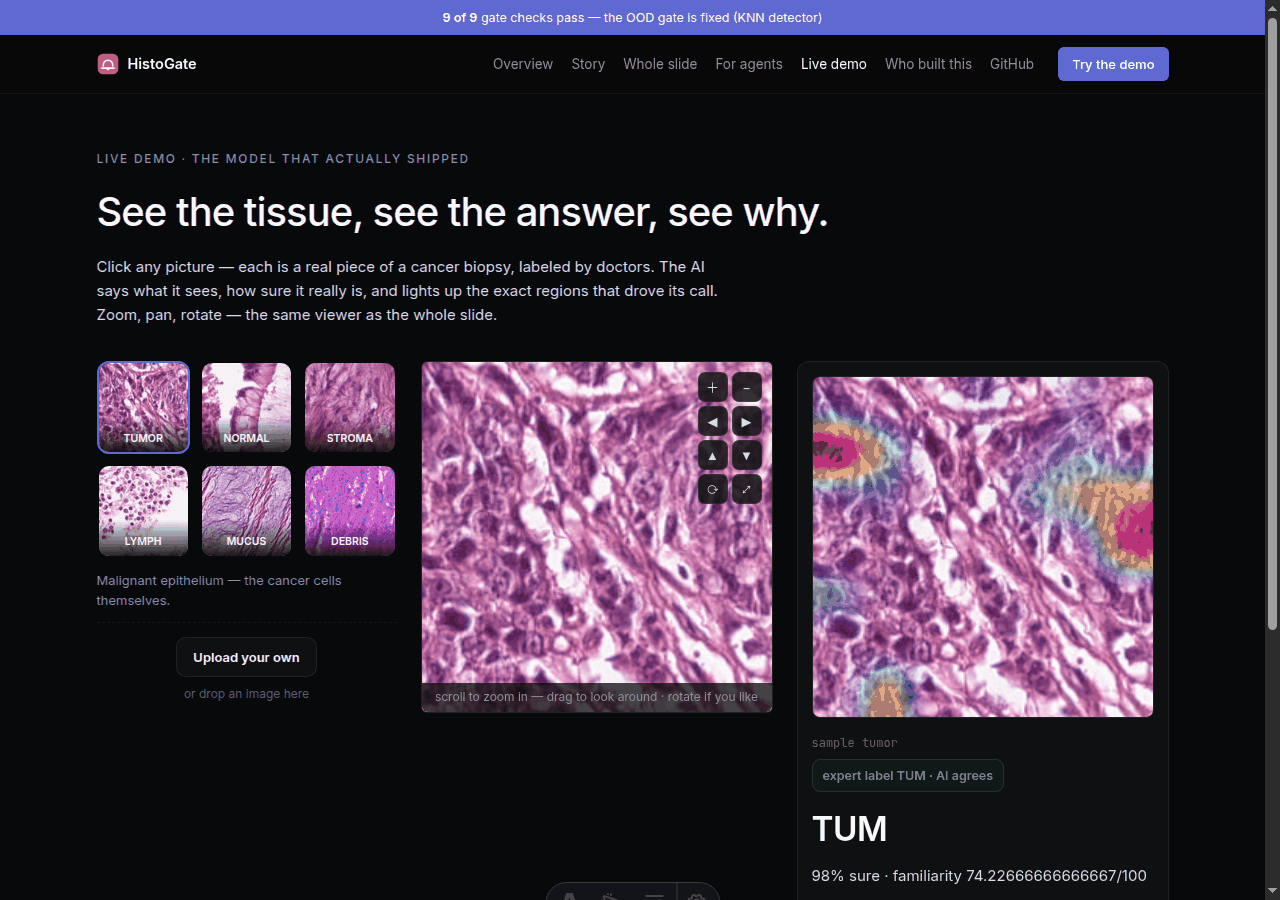 9 of 9 gate checks pass — the OOD gate is fixed (KNN detector)
HistoGate
Overview
Story
Whole slide
For agents
Live demo
Who built this
GitHub
Try the demo
LIVE DEMO · THE MODEL THAT ACTUALLY SHIPPED
See the tissue, see the answer, see why.
Click any picture — each is a real piece of a cancer biopsy, labeled by doctors. The AI
says what it sees, how sure it really is, and lights up the exact regions that drove its call.
Zoom, pan, rotate — the same viewer as the whole slide.
TUMOR
NORMAL
STROMA
LYMPH
MUCUS
DEBRIS
Malignant epithelium — the cancer cells
themselves.
Upload your own
or drop an image here
scroll to zoom in — drag to look around · rotate if you like
sample tumor
expert label TUM · AI agrees
TUM
98% sure · familiarity 74.22666666666667/100